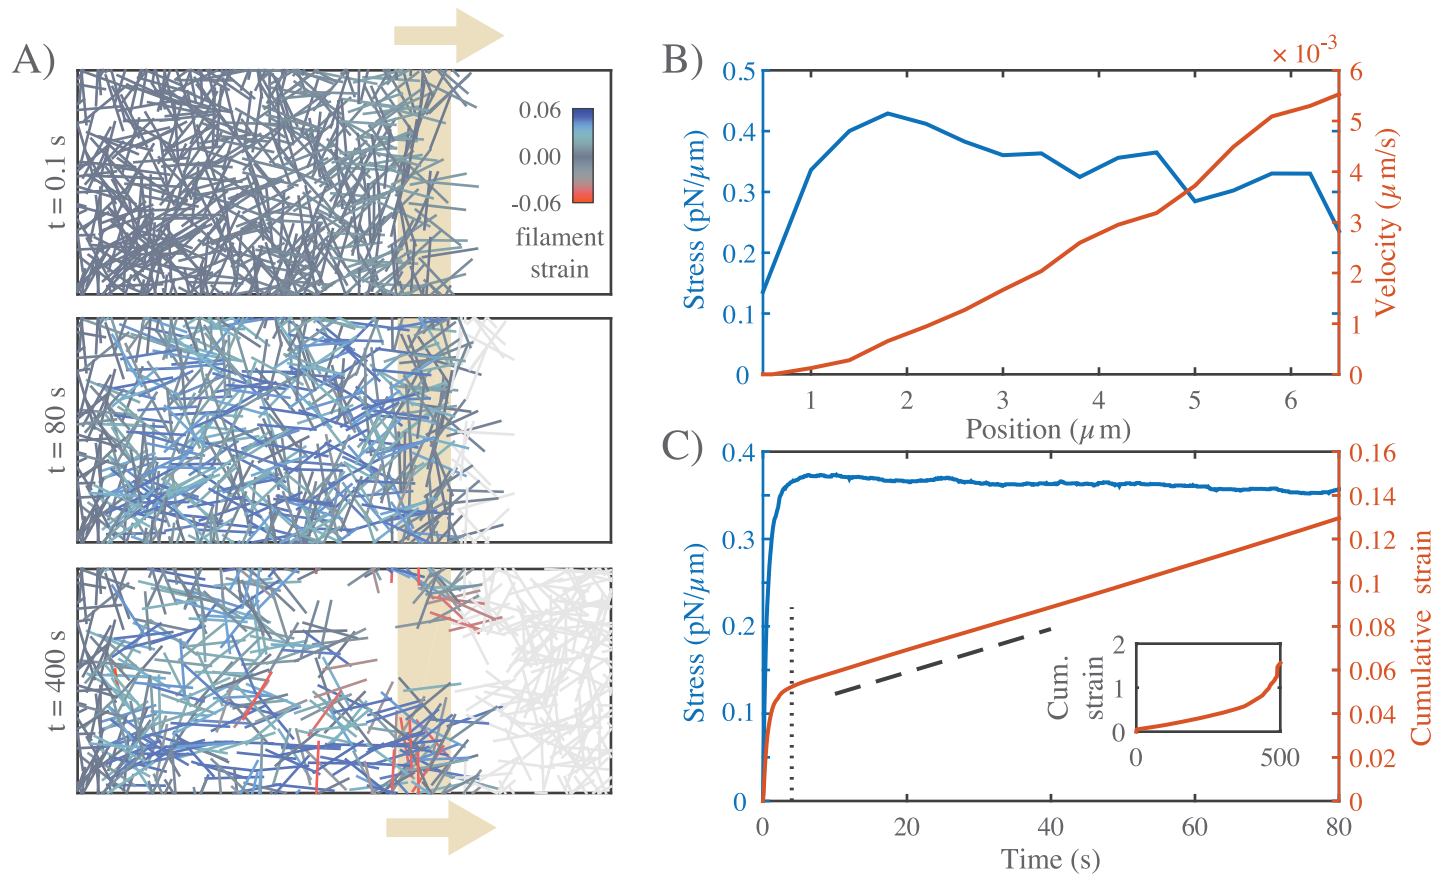 A)
t = 0.1 s
0.06
0.00
-0.06
filament
strain
t = 80 s
t = 400 s
B)
× 10-3
0.5
0.4
0.3
0.2
0.1
0
Stress (pN/μm)
6
5
4
3
2
1
0
Velocity (μm/s)
1 2 3 4 5 6
Position (μm)
C)
0.4
0.3
0.2
0.1
0
Stress (pN/μm)
0.16
0.14
0.12
0.1
0.08
0.06
0.04
0.02
0
Cumulative strain
2
1
0
Cum.
strain
0 500
0 20 40 60 80
Time (s)